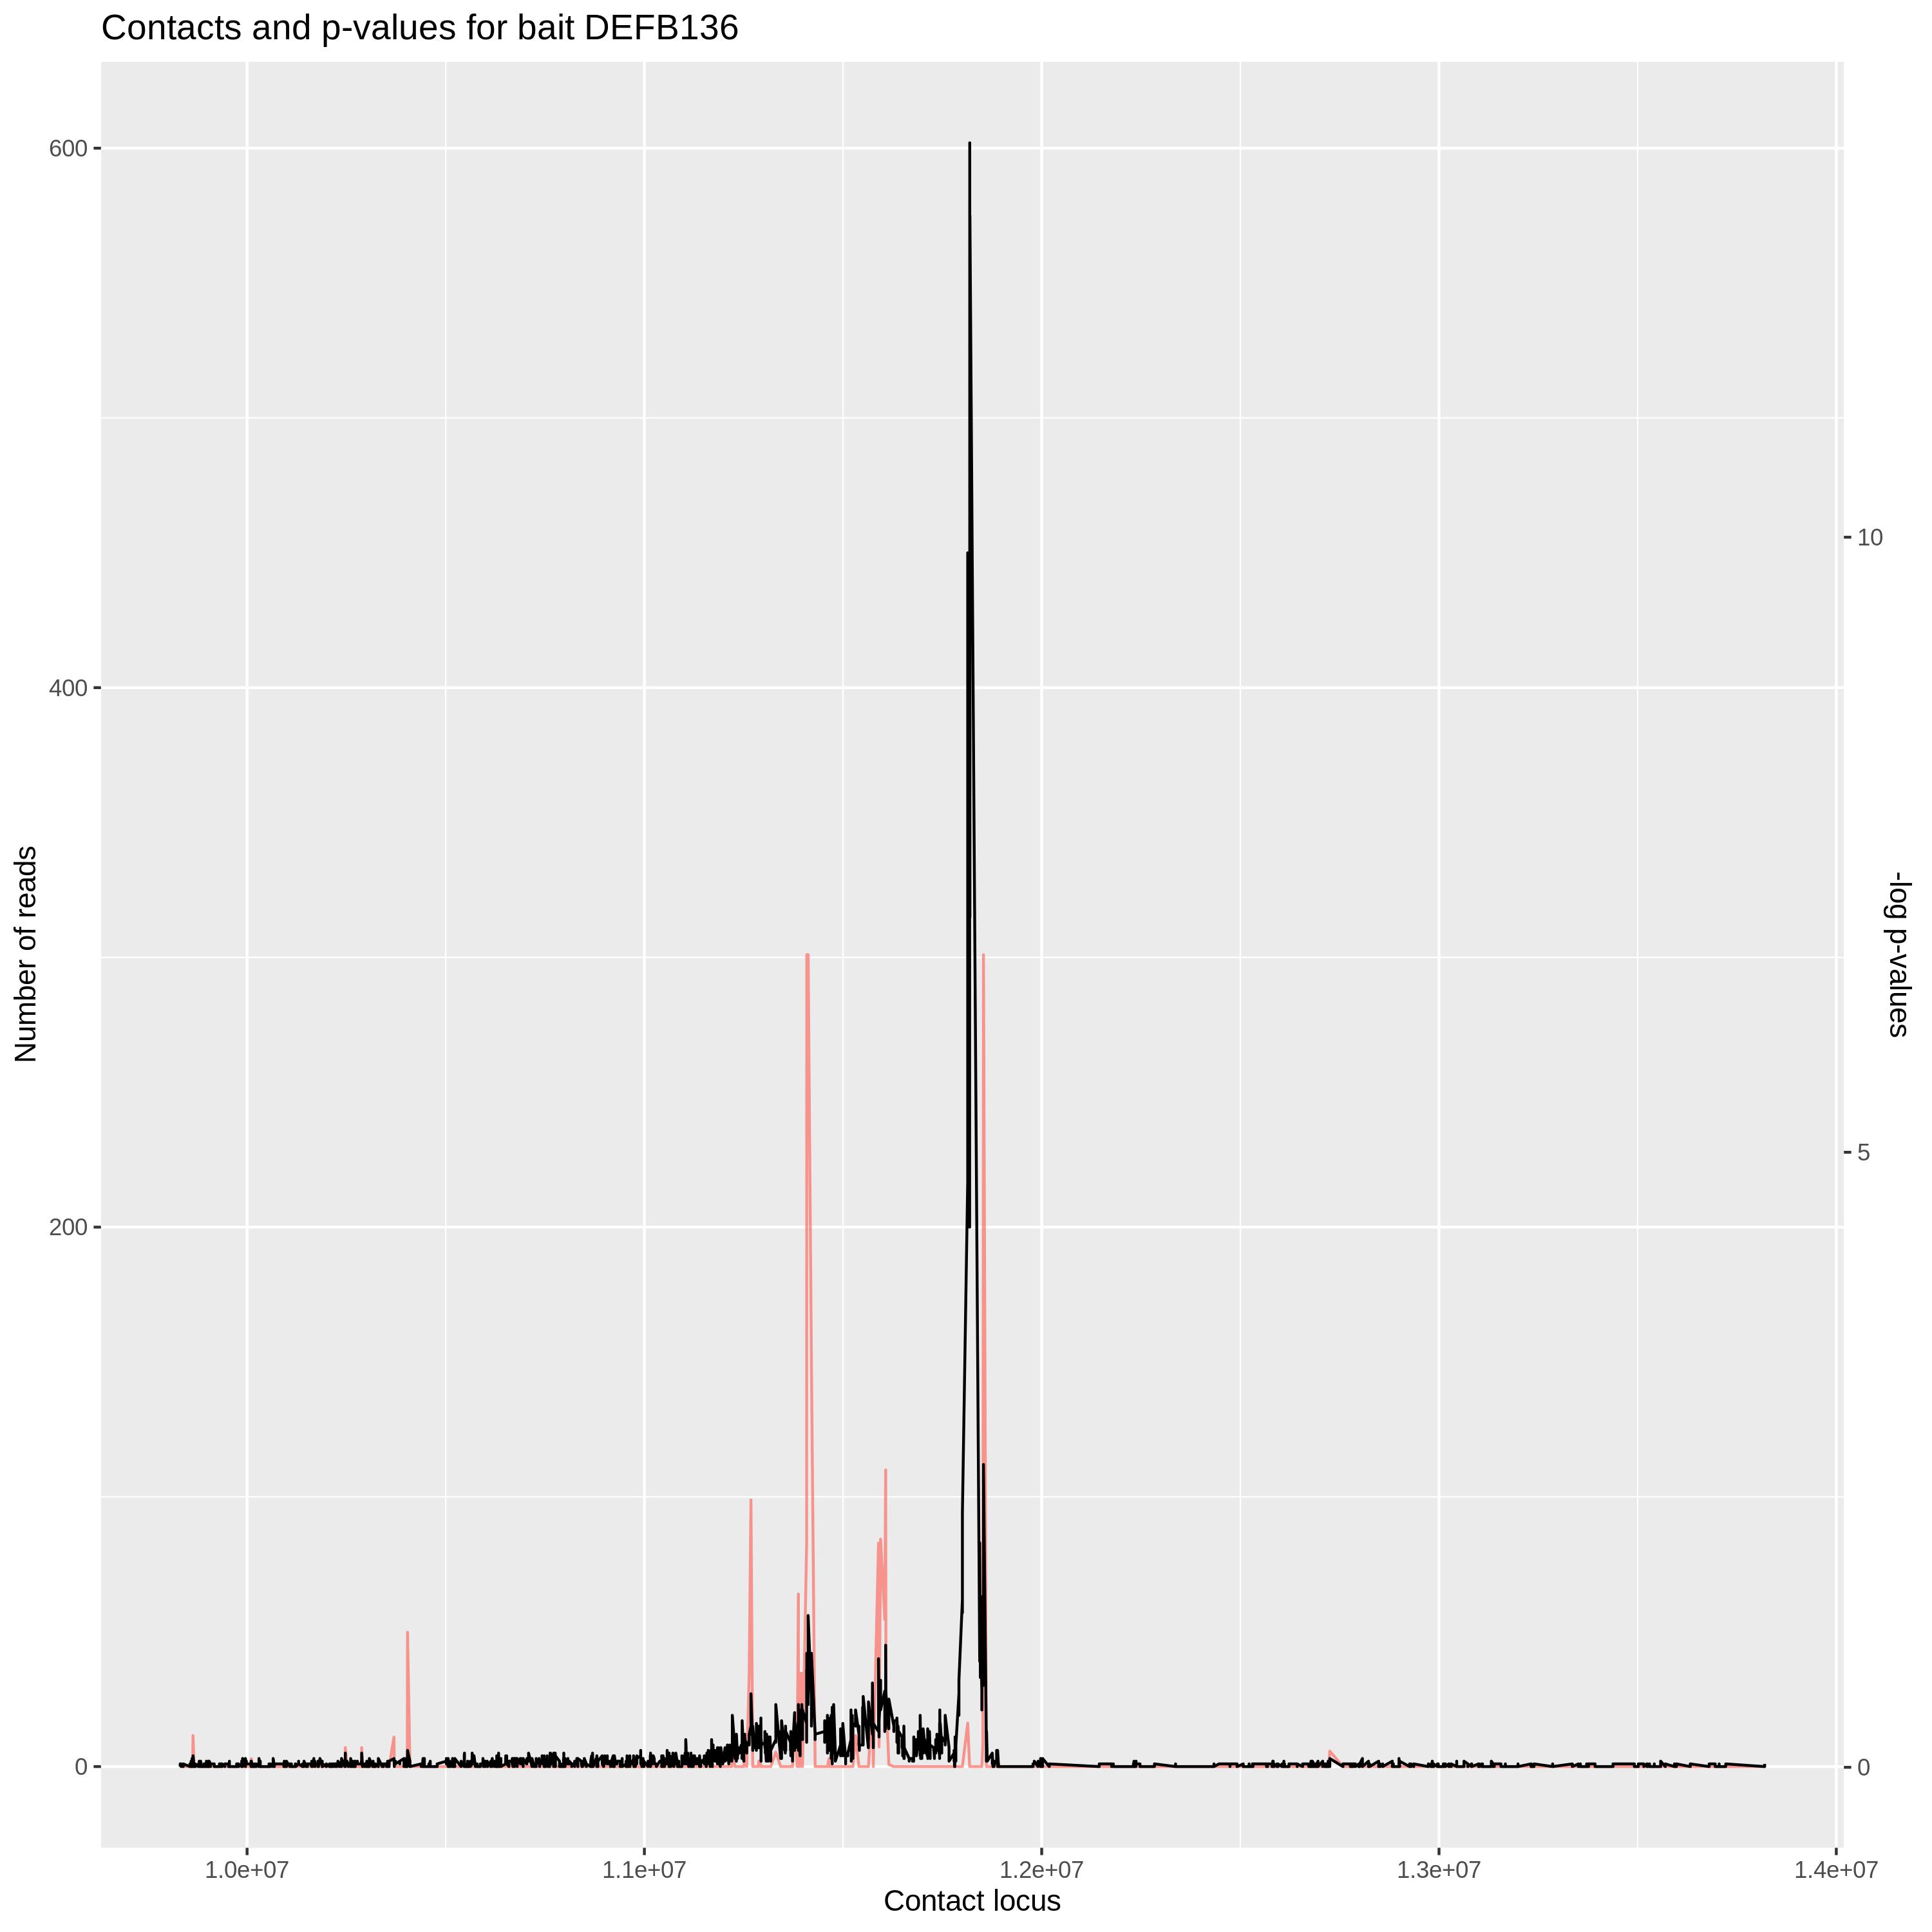 Contacts and p-values for bait DEFB136
600
400
200
0
Number of reads
10
5
0
-log p-values
1.0e+07
1.1e+07
1.2e+07
1.3e+07
1.4e+07
Contact locus